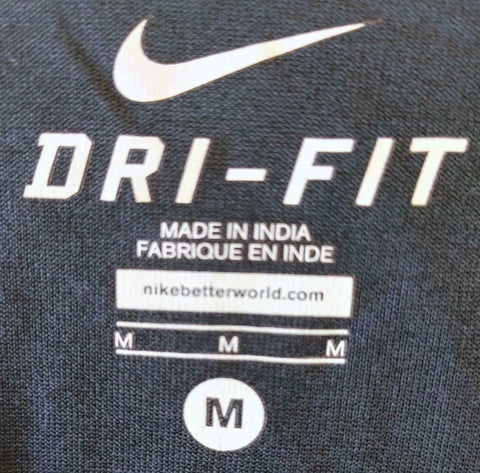 DRI-FIT
MADE IN INDIA
FABRIQUE EN INDE
nikebetterworld.com
M M M
M